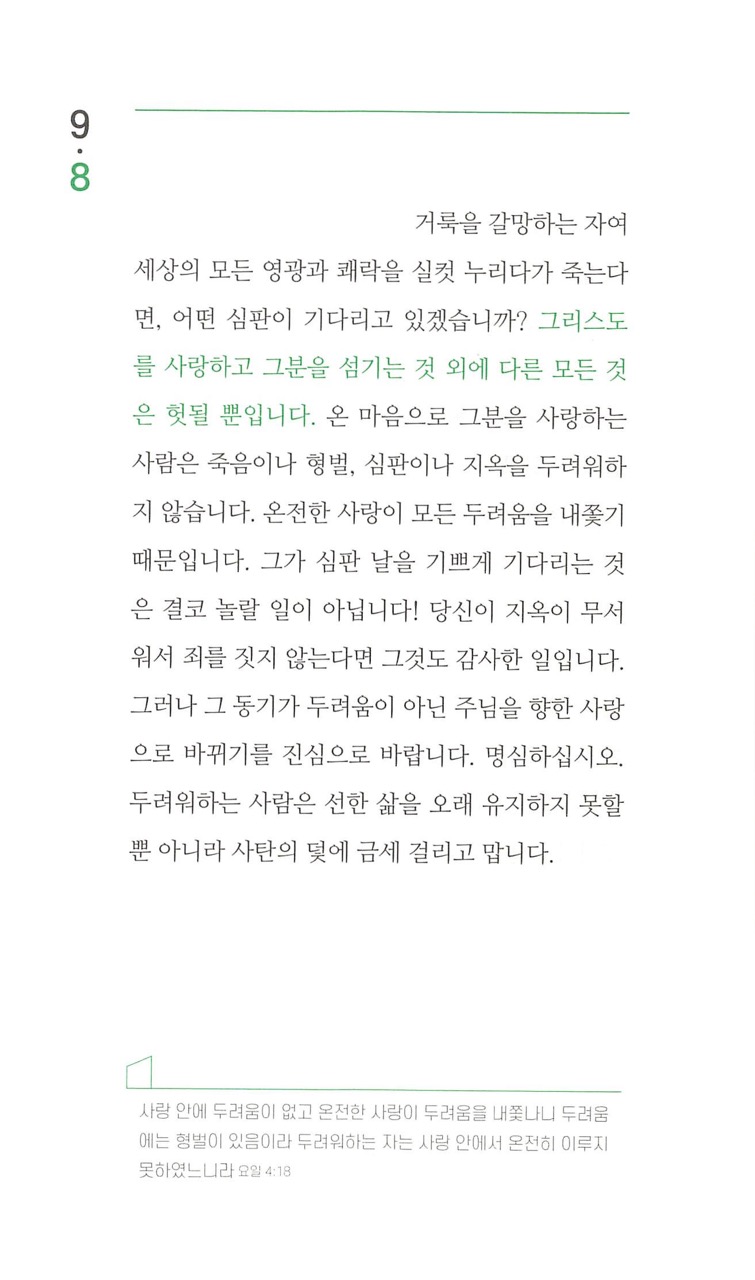 9
·
8
거룩을 갈망하는 자여
세상의 모든 영광과 쾌락을 실컷 누리다가 죽는다
면, 어떤 심판이 기다리고 있겠습니까? 그리스도
를 사랑하고 그분을 섬기는 것 외에 다른 모든 것
은 헛될 뿐입니다. 온 마음으로 그분을 사랑하는
사람은 죽음이나 형벌, 심판이나 지옥을 두려워하
지 않습니다. 온전한 사랑이 모든 두려움을 내쫓기
때문입니다. 그가 심판 날을 기쁘게 기다리는 것
은 결코 놀랄 일이 아닙니다! 당신이 지옥이 무서
워서 죄를 짓지 않는다면 그것도 감사한 일입니다.
그러나 그 동기가 두려움이 아닌 주님을 향한 사랑
으로 바뀌기를 진심으로 바랍니다. 명심하십시오.
두려워하는 사람은 선한 삶을 오래 유지하지 못할
뿐 아니라 사탄의 덫에 금세 걸리고 맙니다.
사랑 안에 두려움이 없고 온전한 사랑이 두려움을 내쫓나니 두려움
에는 형벌이 있음이라 두려워하는 자는 사랑 안에서 온전히 이루지
못하였느니라 요일 4:18